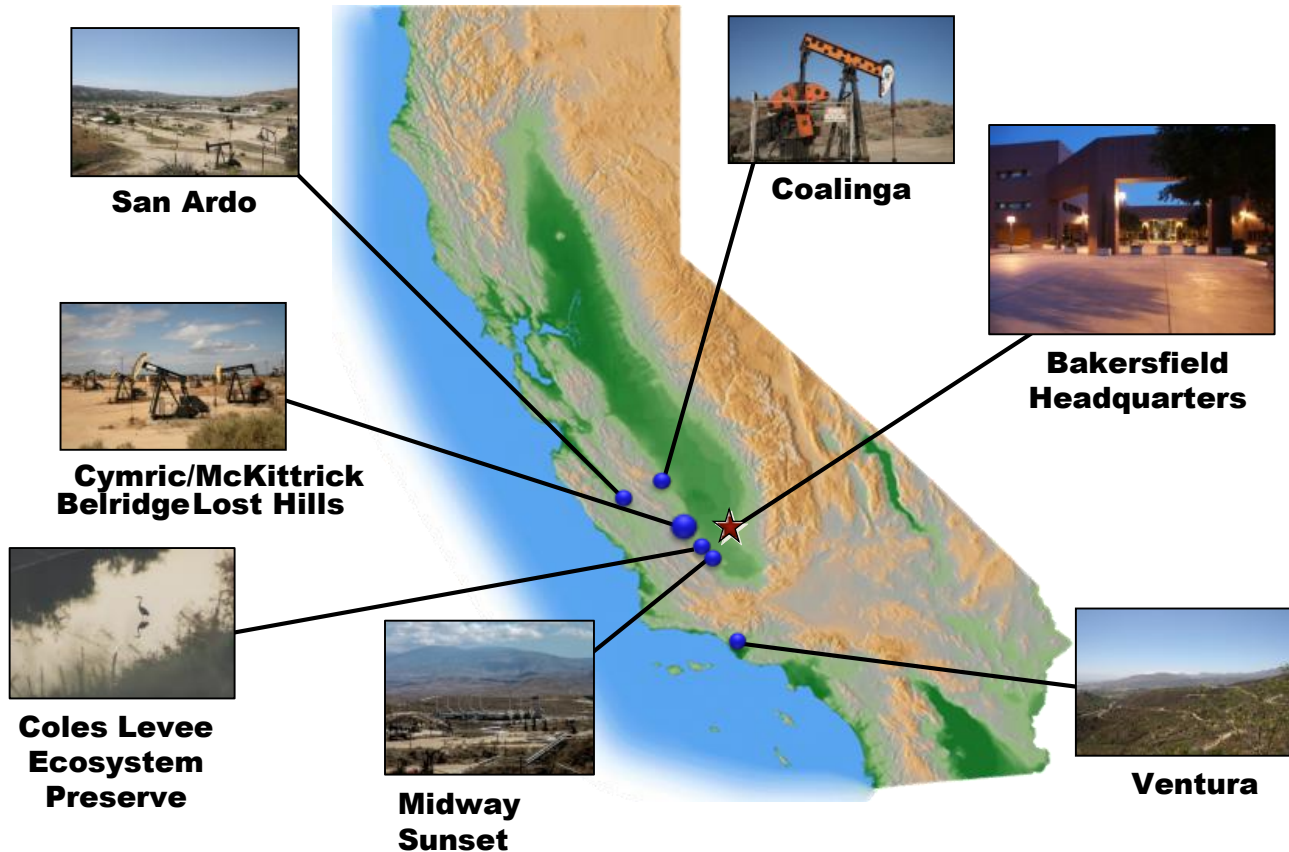 San Ardo
Coalinga
Bakersfield
Headquarters
Cymric/McKittrick
Belridge Lost Hills
Coles Levee
Ecosystem
Preserve
Midway
Sunset
Ventura